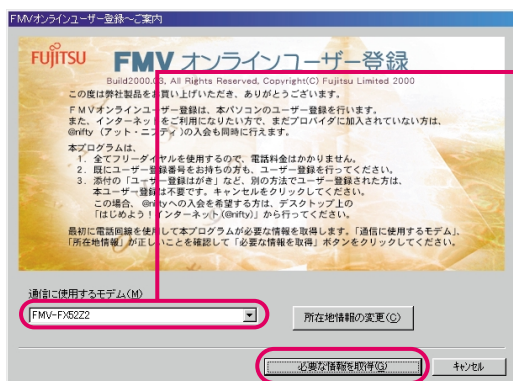 FMVオンラインユーザー登録~ご案内
FUJITSU
FMV オンラインユーザー登録
Build2000.03, All Rights Reserved, Copyright(C) Fujitsu Limited 2000
この度は弊社製品をお買い上げいただき、ありがとうございます。
FMVオンラインユーザー登録は、本パソコンのユーザー登録を行います。
また、インターネットをご利用になりたい方で、まだプロバイダに加入されていない方は、
@nifty (アット・ニフティ)の入会も同時に行えます。
本プログラムは、
1. 全てフリーダイヤルを使用するので、電話料金はかかりません。
2. 既にユーザー登録番号をお持ちの方も、ユーザー登録を行ってください。
3. 添付の「ユーザー登録はがき」など、別の方法でユーザー登録された方は、
本ユーザー登録は不要です。キャンセルをクリックしてください。
この場合、@niftyへの入会を希望する方は、デスクトップ上の
「はじめよう!インターネット(@nifty)」から行ってください。
最初に電話回線を使用して本プログラムが必要な情報を取得します。「通信に使用するモデム」、
「所在地情報」が正しいことを確認して「必要な情報を取得」ボタンをクリックしてください。
通信に使用するモデム(M)
FMV-FX52Z2
所在地情報の変更(C)
必要な情報を取得(G)
キャンセル